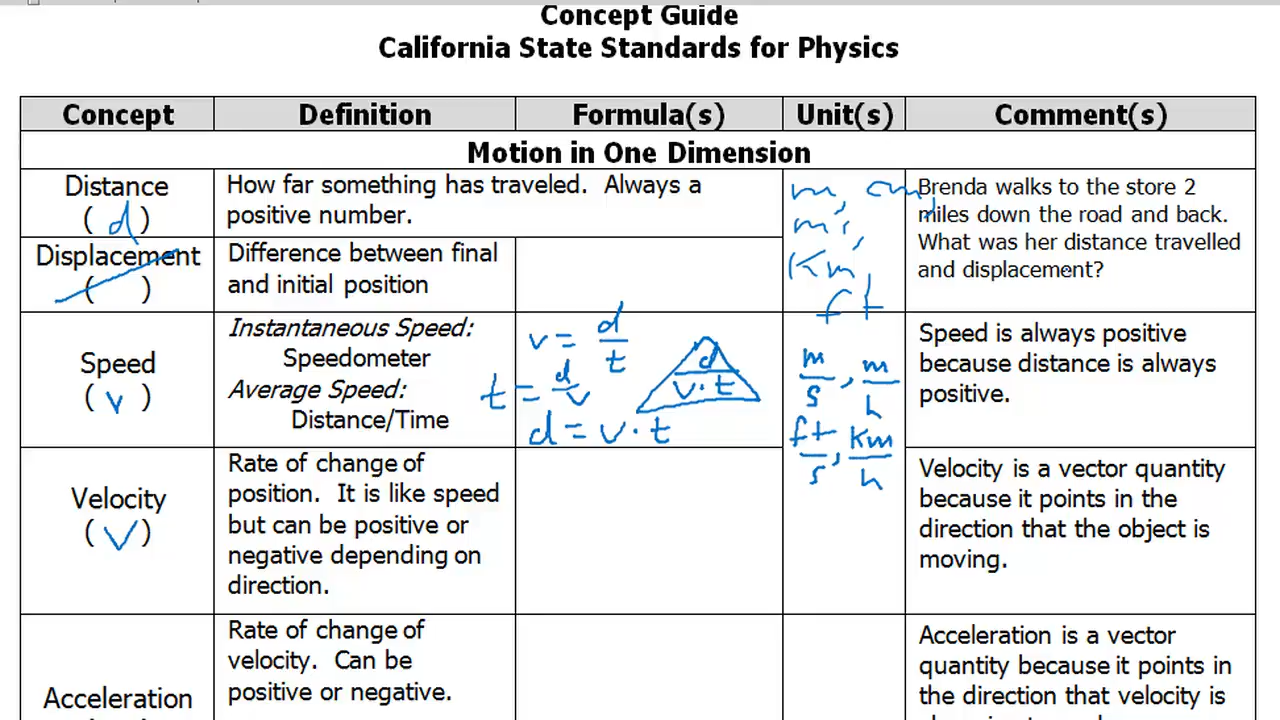 Concept Guide
California State Standards for Physics
Concept Definition Formula(s) Unit(s) Comment(s)
Motion in One Dimension
Distance
( d )
How far something has traveled. Always a
positive number.
m, cm,
mi,
Km,
ft
Brenda walks to the store 2
miles down the road and back.
What was her distance travelled
and displacement?
Displacement
( )
Difference between final
and initial position
Speed
( v )
Instantaneous Speed:
Speedometer
Average Speed:
Distance/Time
v = d/t
t = d/v
d = v · t
d
v · t
m/s, m/h
ft/s, Km/h
Speed is always positive
because distance is always
positive.
Velocity
( V )
Rate of change of
position. It is like speed
but can be positive or
negative depending on
direction.
Velocity is a vector quantity
because it points in the
direction that the object is
moving.
Acceleration
Rate of change of
velocity. Can be
positive or negative.
Acceleration is a vector
quantity because it points in
the direction that velocity is